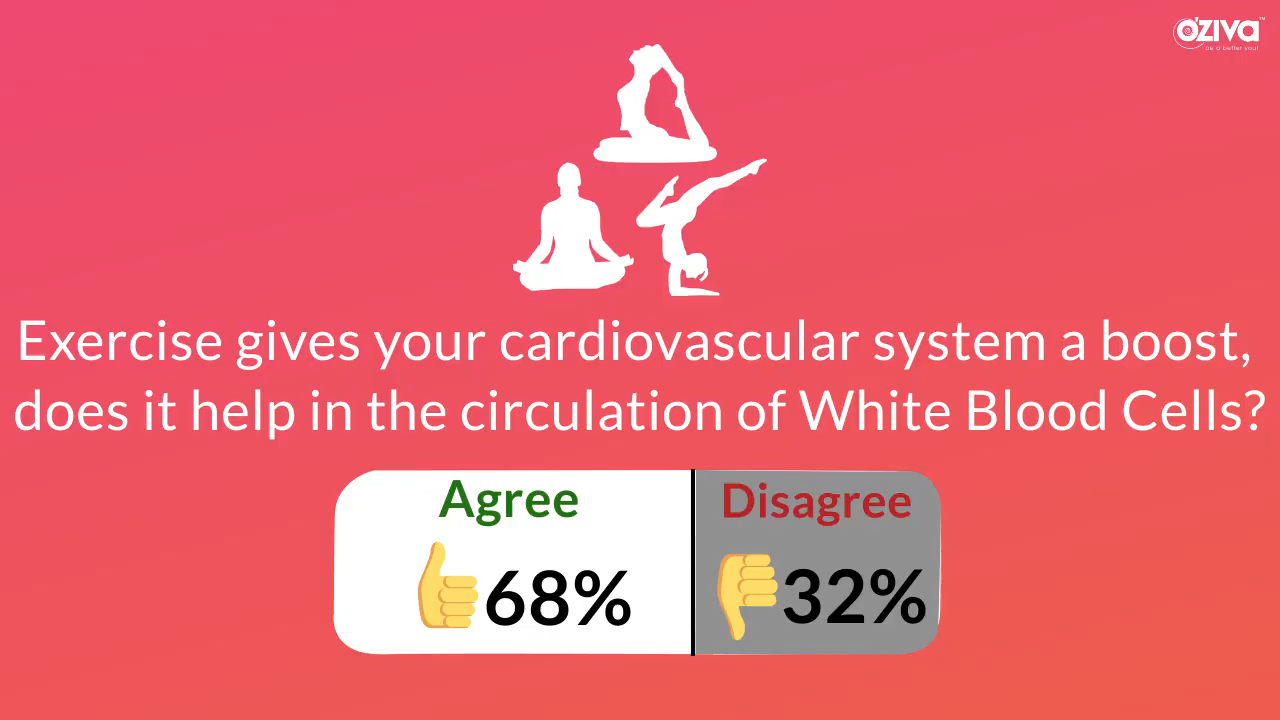 OZIVA™
be a better you!
Exercise gives your cardiovascular system a boost,
does it help in the circulation of White Blood Cells?
Agree
Disagree
68%
32%